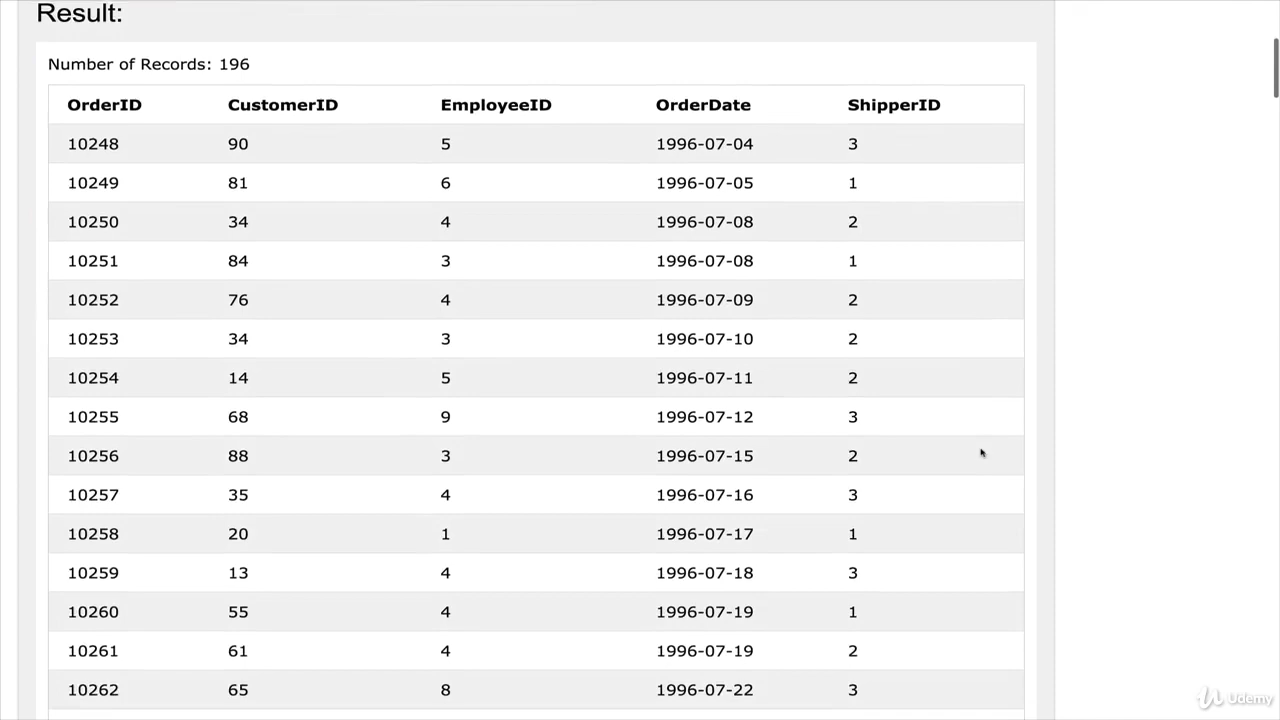 Result:
Number of Records: 196
OrderID CustomerID EmployeeID OrderDate ShipperID
10248 90 5 1996-07-04 3
10249 81 6 1996-07-05 1
10250 34 4 1996-07-08 2
10251 84 3 1996-07-08 1
10252 76 4 1996-07-09 2
10253 34 3 1996-07-10 2
10254 14 5 1996-07-11 2
10255 68 9 1996-07-12 3
10256 88 3 1996-07-15 2
10257 35 4 1996-07-16 3
10258 20 1 1996-07-17 1
10259 13 4 1996-07-18 3
10260 55 4 1996-07-19 1
10261 61 4 1996-07-19 2
10262 65 8 1996-07-22 3
Udemy